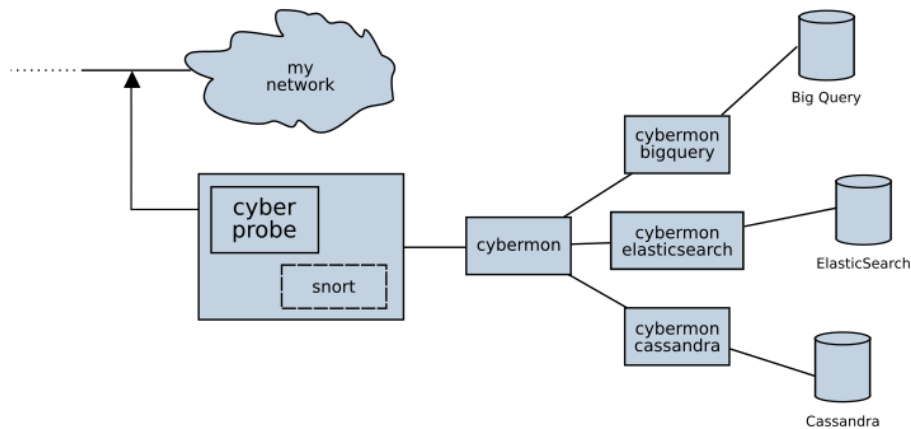 my
network
Big Query
cybermon
bigquery
cyber
probe
cybermon
cybermon
elasticsearch
ElasticSearch
snort
cybermon
cassandra
Cassandra